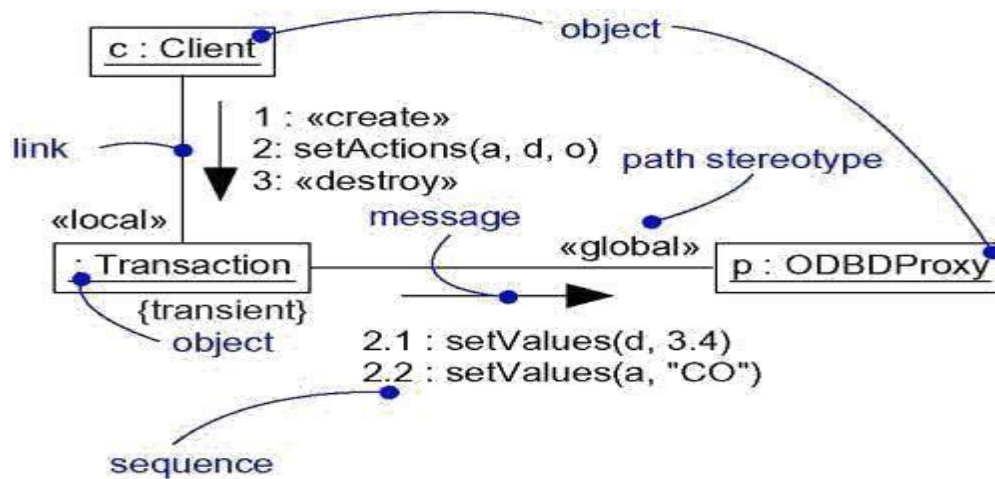 object
c : Client
1 : «create»
link
2: setActions(a, d, o)
path stereotype
3: «destroy»
«local»
message
«global»
: Transaction
p : ODBDProxy
{transient}
object
2.1 : setValues(d, 3.4)
2.2 : setValues(a, "CO")
sequence